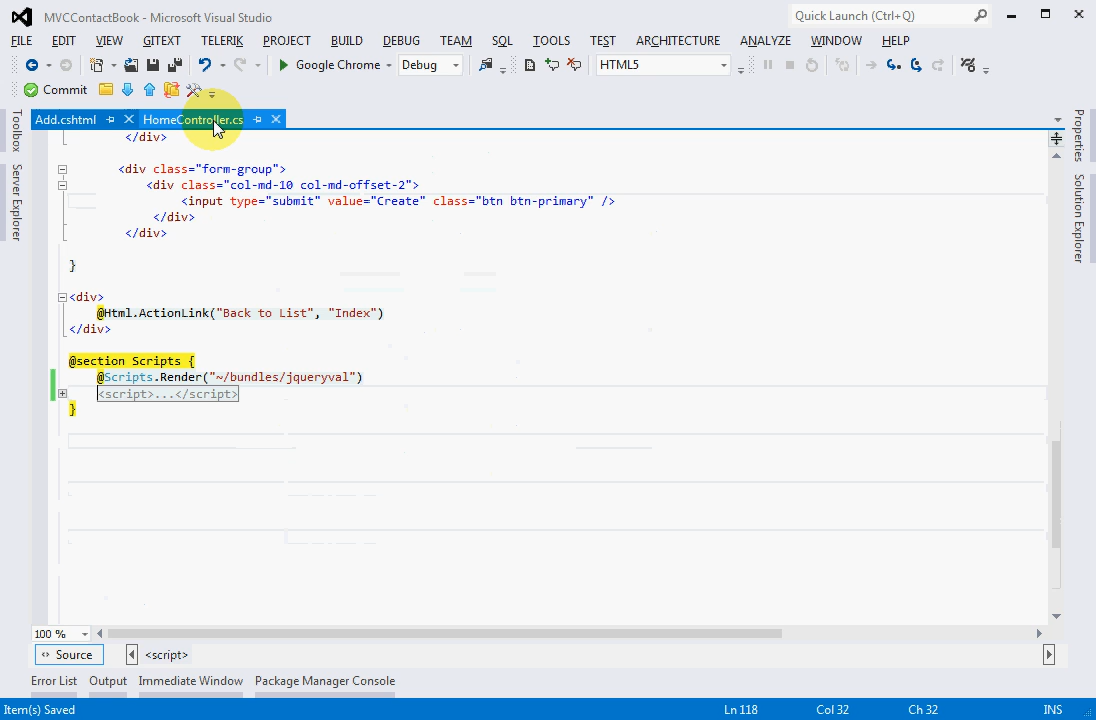 MVCContactBook - Microsoft Visual Studio
Quick Launch (Ctrl+Q)
FILE EDIT VIEW GITEXT TELERIK PROJECT BUILD DEBUG TEAM SQL TOOLS TEST ARCHITECTURE ANALYZE WINDOW HELP
Google Chrome Debug HTML5
Commit
Add.cshtml HomeController.cs
Toolbox
Server Explorer
Properties
Solution Explorer
</div>
<div class="form-group">
<div class="col-md-10 col-md-offset-2">
<input type="submit" value="Create" class="btn btn-primary" />
</div>
</div>
}
<div>
@Html.ActionLink("Back to List", "Index")
</div>
@section Scripts {
@Scripts.Render("~/bundles/jqueryval")
<script>...</script>
}
100 %
Source <script>
Error List Output Immediate Window Package Manager Console
Item(s) Saved Ln 118 Col 32 Ch 32 INS